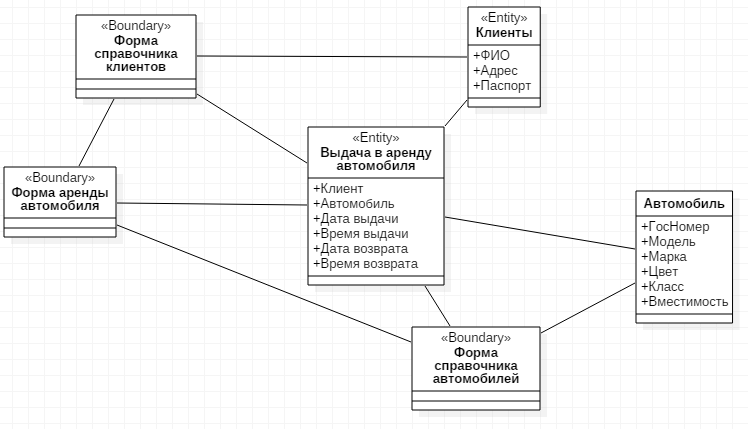 «Boundary»
Форма
справочника
клиентов
«Entity»
Клиенты
+ФИО
+Адрес
+Паспорт
«Entity»
Выдача в аренду
автомобиля
+Клиент
+Автомобиль
+Дата выдачи
+Время выдачи
+Дата возврата
+Время возврата
«Boundary»
Форма аренды
автомобиля
Автомобиль
+ГосНомер
+Модель
+Марка
+Цвет
+Класс
+Вместимость
«Boundary»
Форма
справочника
автомобилей